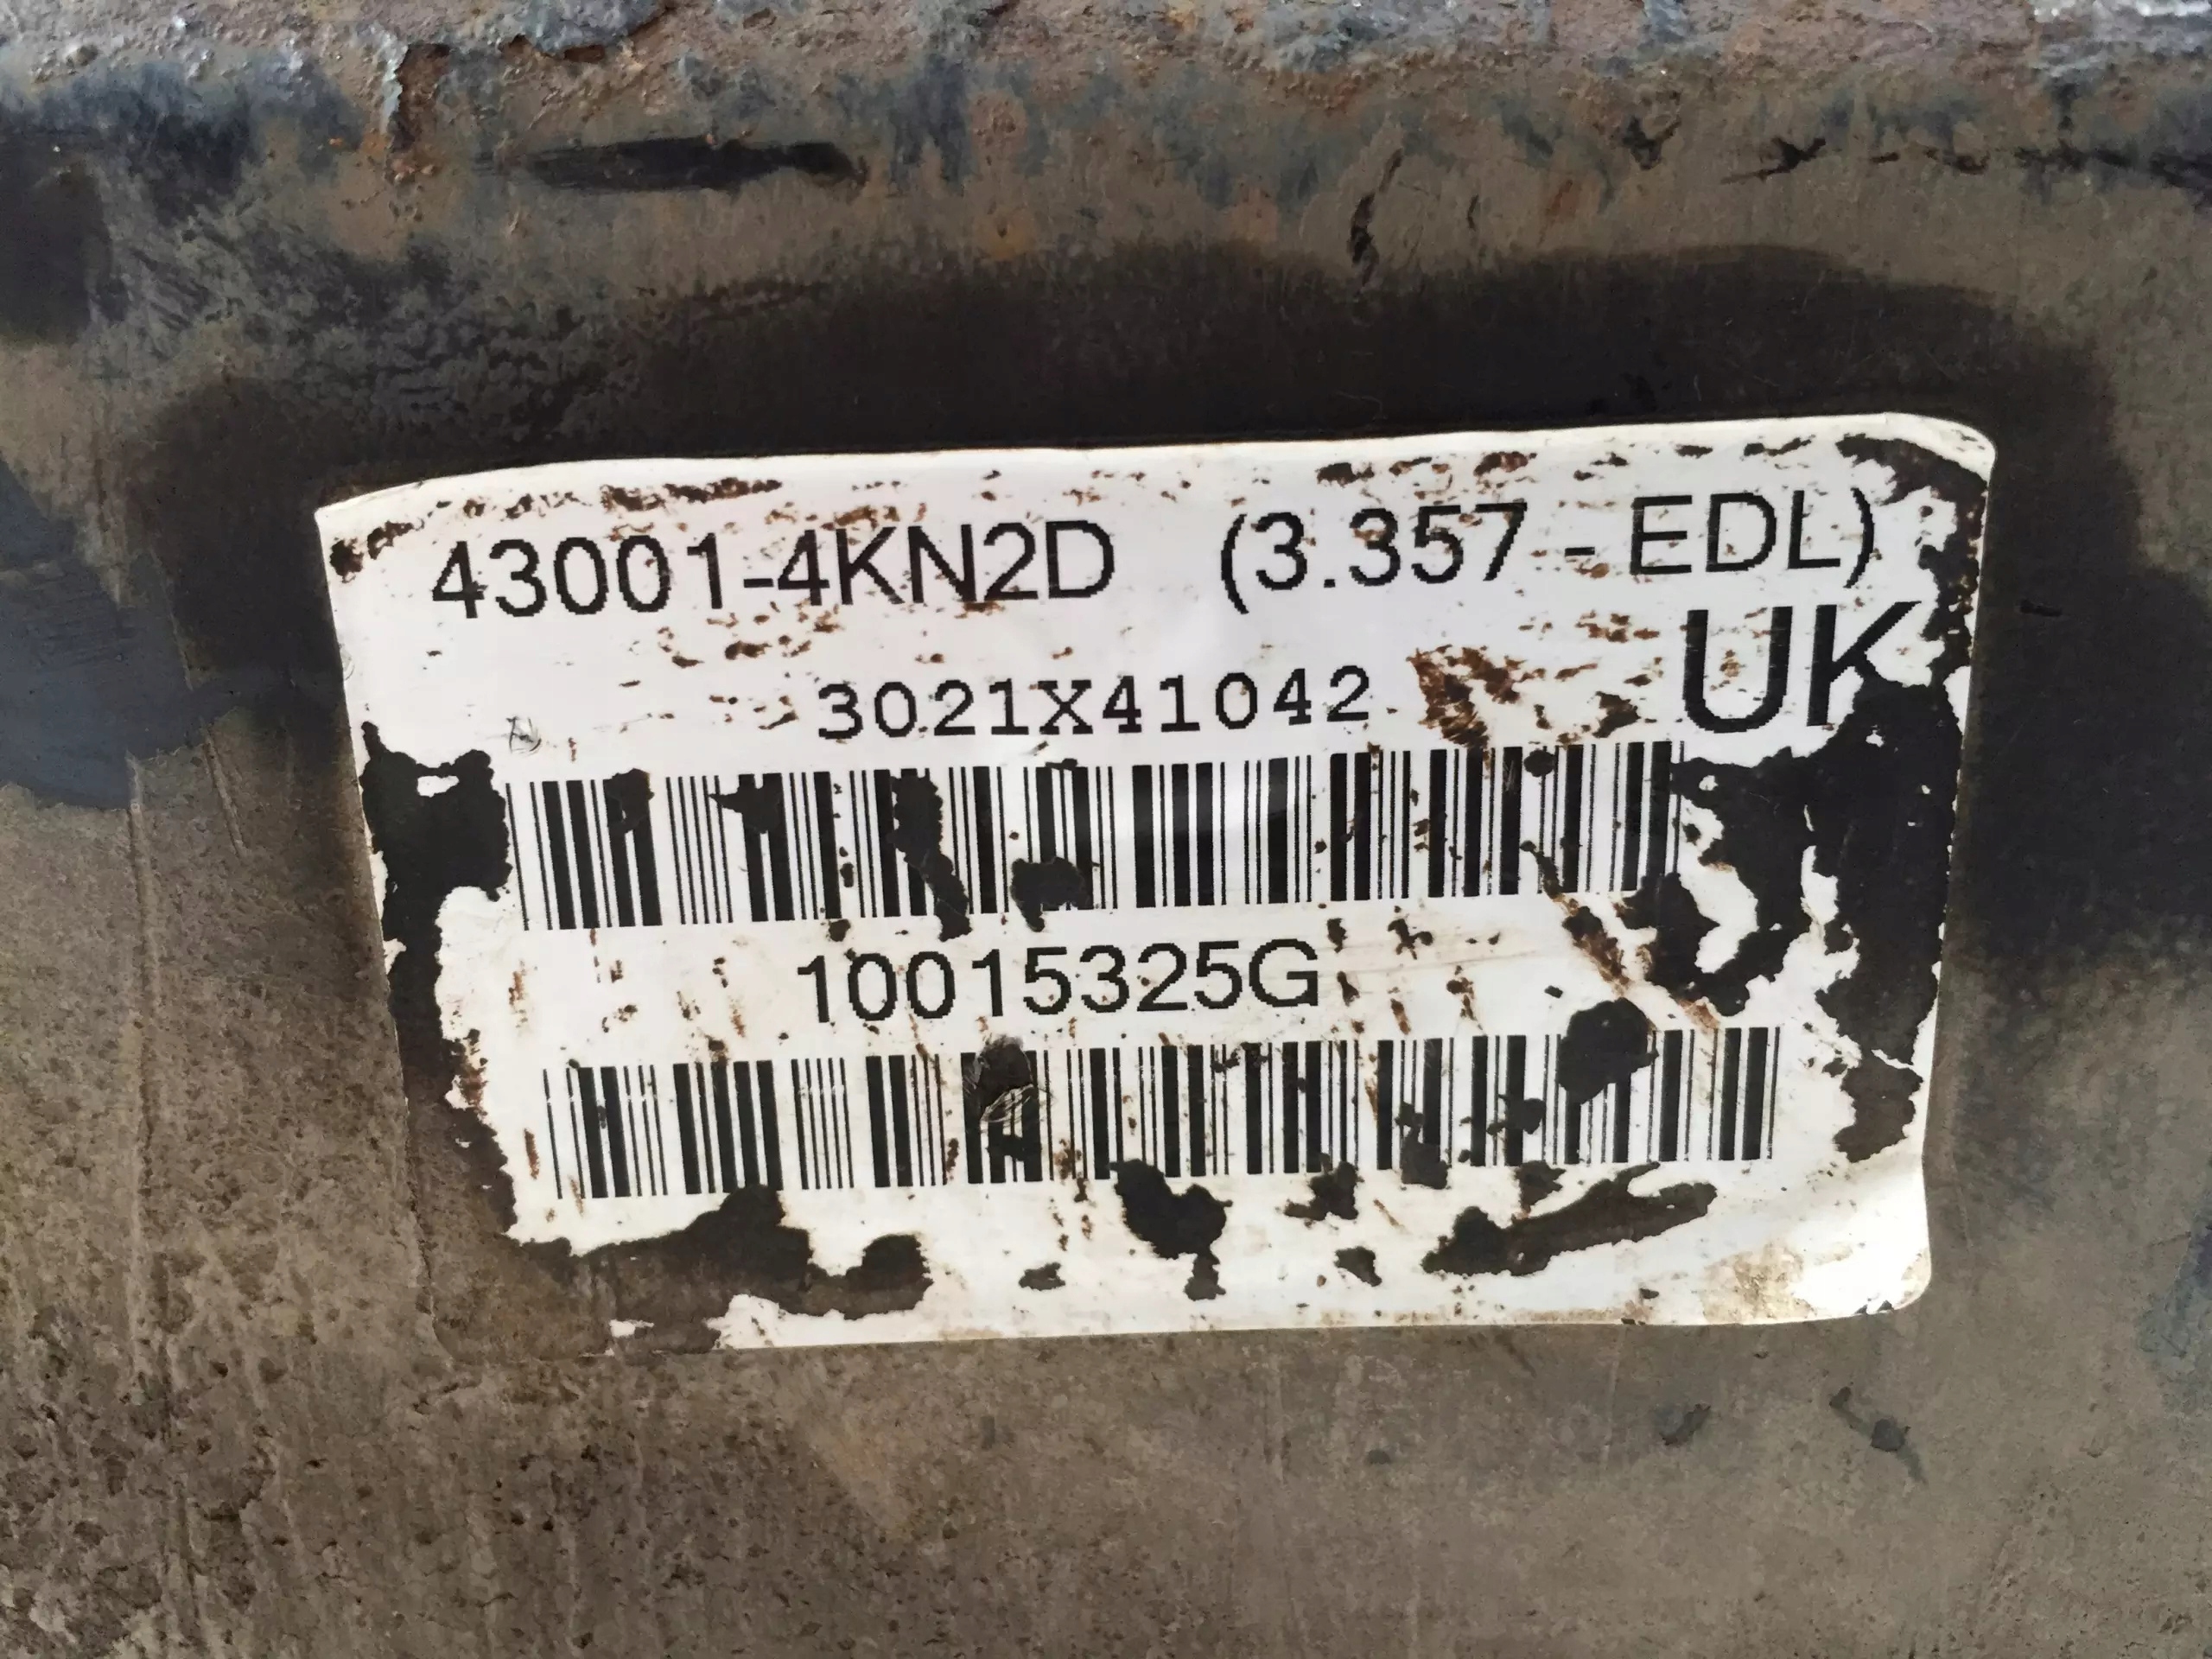 43001-4KN2D (3.357 - EDL)
UK
3021X41042
10015325G